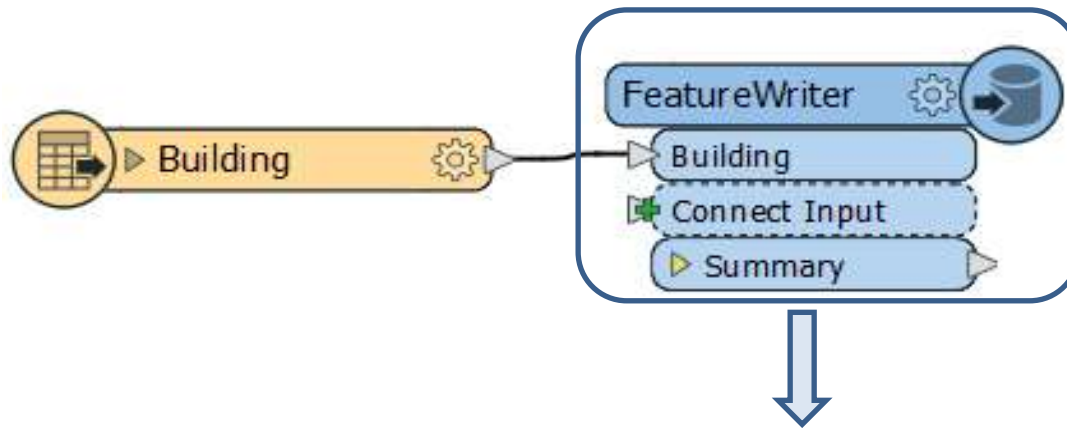 Building
FeatureWriter
Building
Connect Input
Summary